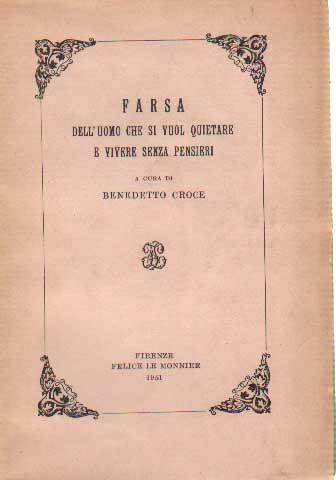 FARSA
DELL'UOMO CHE SI VUOL QUIETARE
E VIVERE SENZA PENSIERI
A CURA DI
BENEDETTO CROCE
FIRENZE
FELICE LE MONNIER
1951